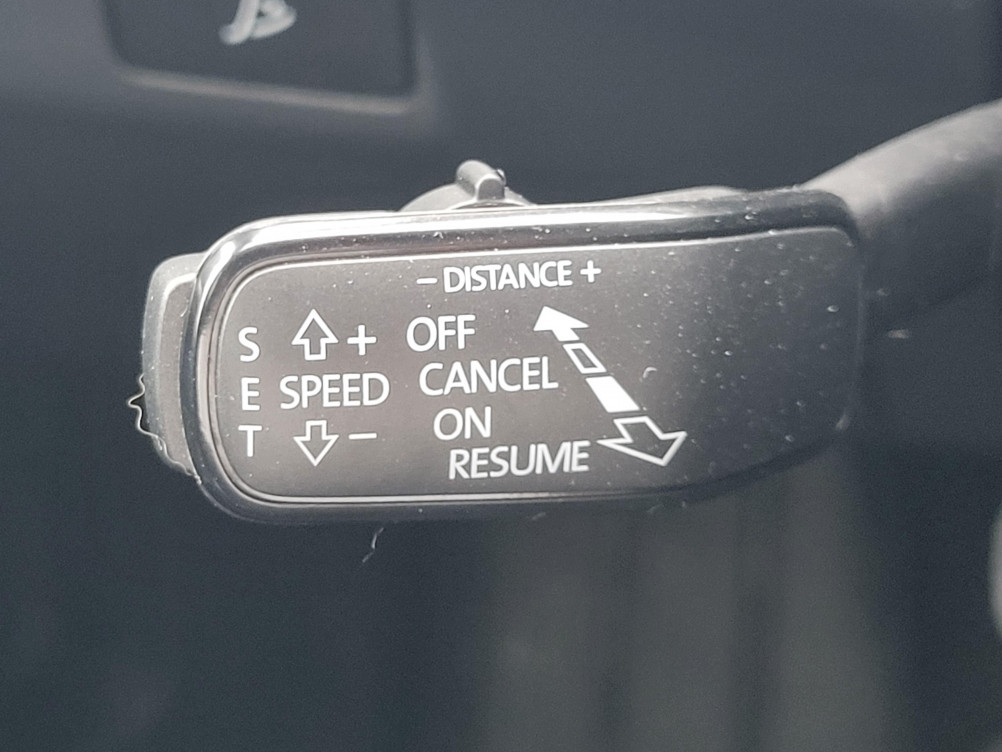 − DISTANCE +
S + OFF
E SPEED CANCEL
T − ON
RESUME